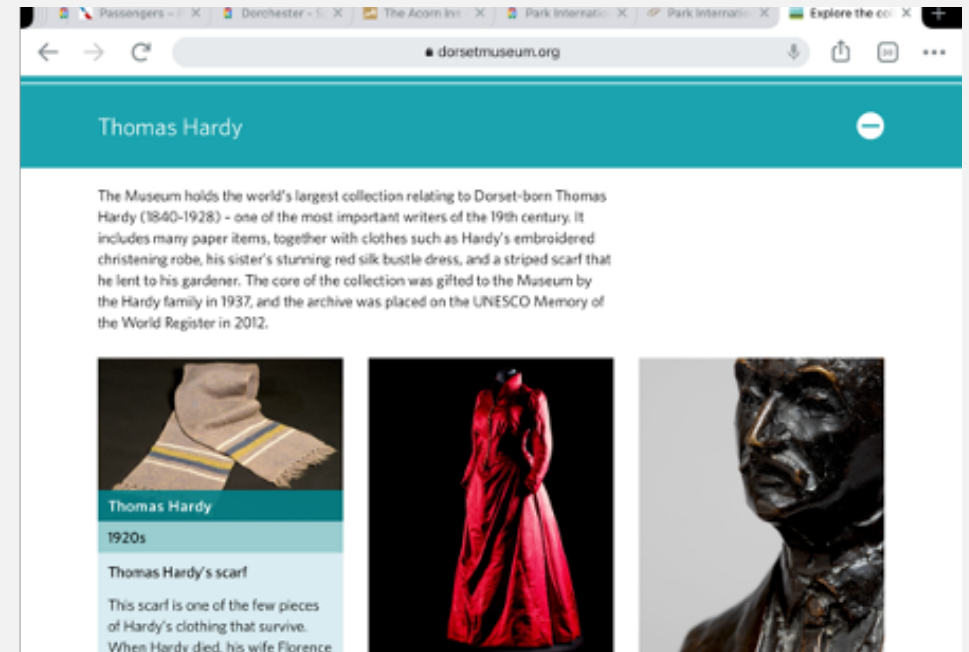 Passengers -
Dorchester -
The Acorn Inn
Park Internatio
Park Internatio
Explore the co
dorsetmuseum.org
Thomas Hardy
The Museum holds the world's largest collection relating to Dorset-born Thomas
Hardy (1840-1928) – one of the most important writers of the 19th century. It
includes many paper items, together with clothes such as Hardy's embroidered
christening robe, his sister's stunning red silk bustle dress, and a striped scarf that
he lent to his gardener. The core of the collection was gifted to the Museum by
the Hardy family in 1937, and the archive was placed on the UNESCO Memory of
the World Register in 2012.
Thomas Hardy
1920s
Thomas Hardy's scarf
This scarf is one of the few pieces
of Hardy's clothing that survive.
When Hardy died, his wife Florence